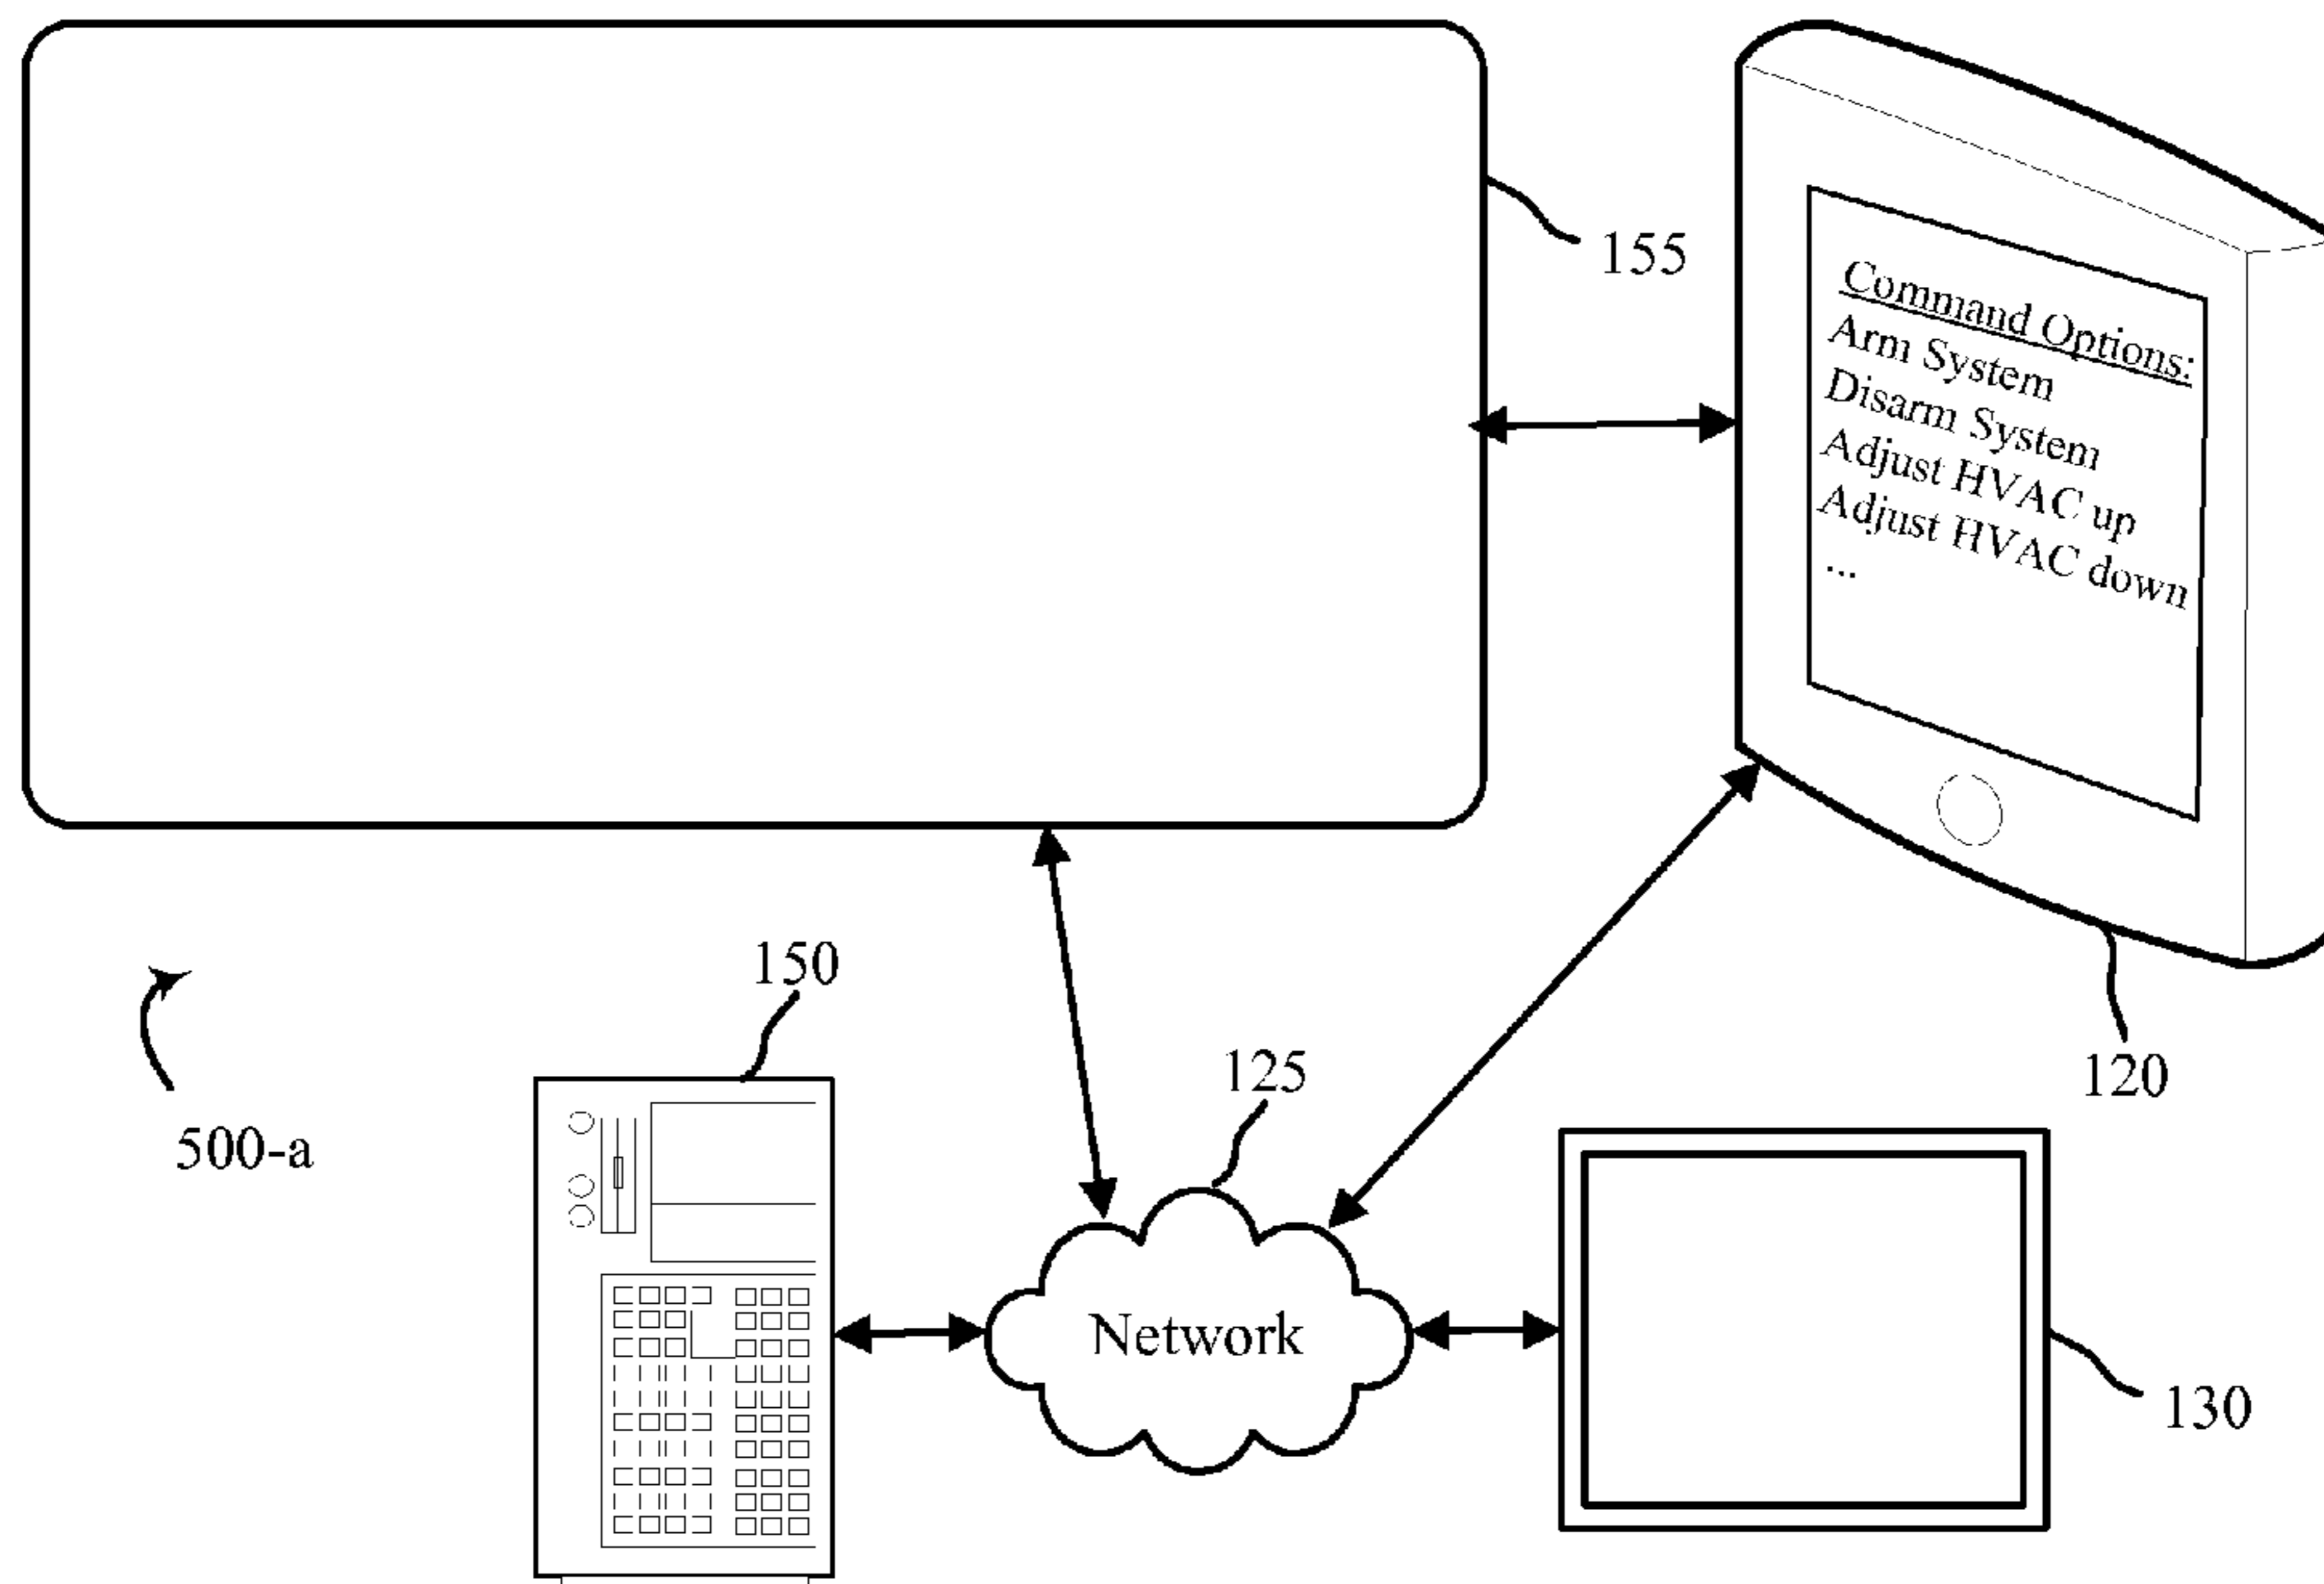 155
Command Options:
Arm System
Disarm System
Adjust HVAC up
Adjust HVAC down
...
150
125
120
500-a
Network
130